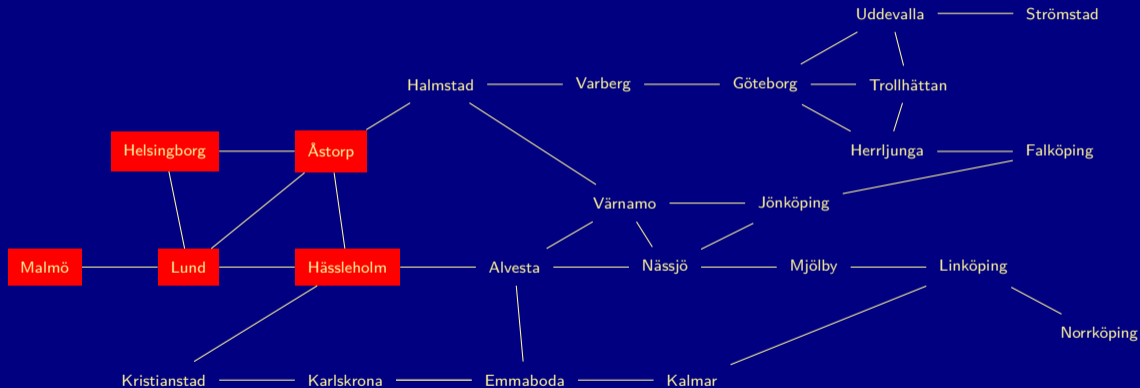 Uddevalla
Strömstad
Halmstad
Varberg
Göteborg
Trollhättan
Helsingborg
Åstorp
Herrljunga
Falköping
Värnamo
Jönköping
Malmö
Lund
Hässleholm
Alvesta
Nässjö
Mjölby
Linköping
Norrköping
Kristianstad
Karlskrona
Emmaboda
Kalmar